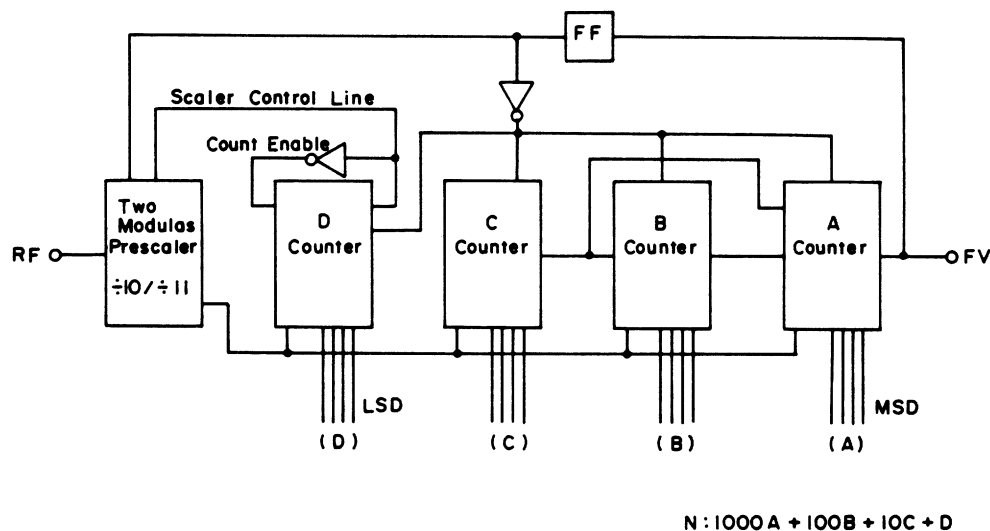 FF
Scaler Control Line
Count Enable
Two
Modulas
Prescaler
÷10/÷11
D
Counter
C
Counter
B
Counter
A
Counter
RF
FV
LSD
MSD
(D)
(C)
(B)
(A)
N:1000A+100B+10C+D